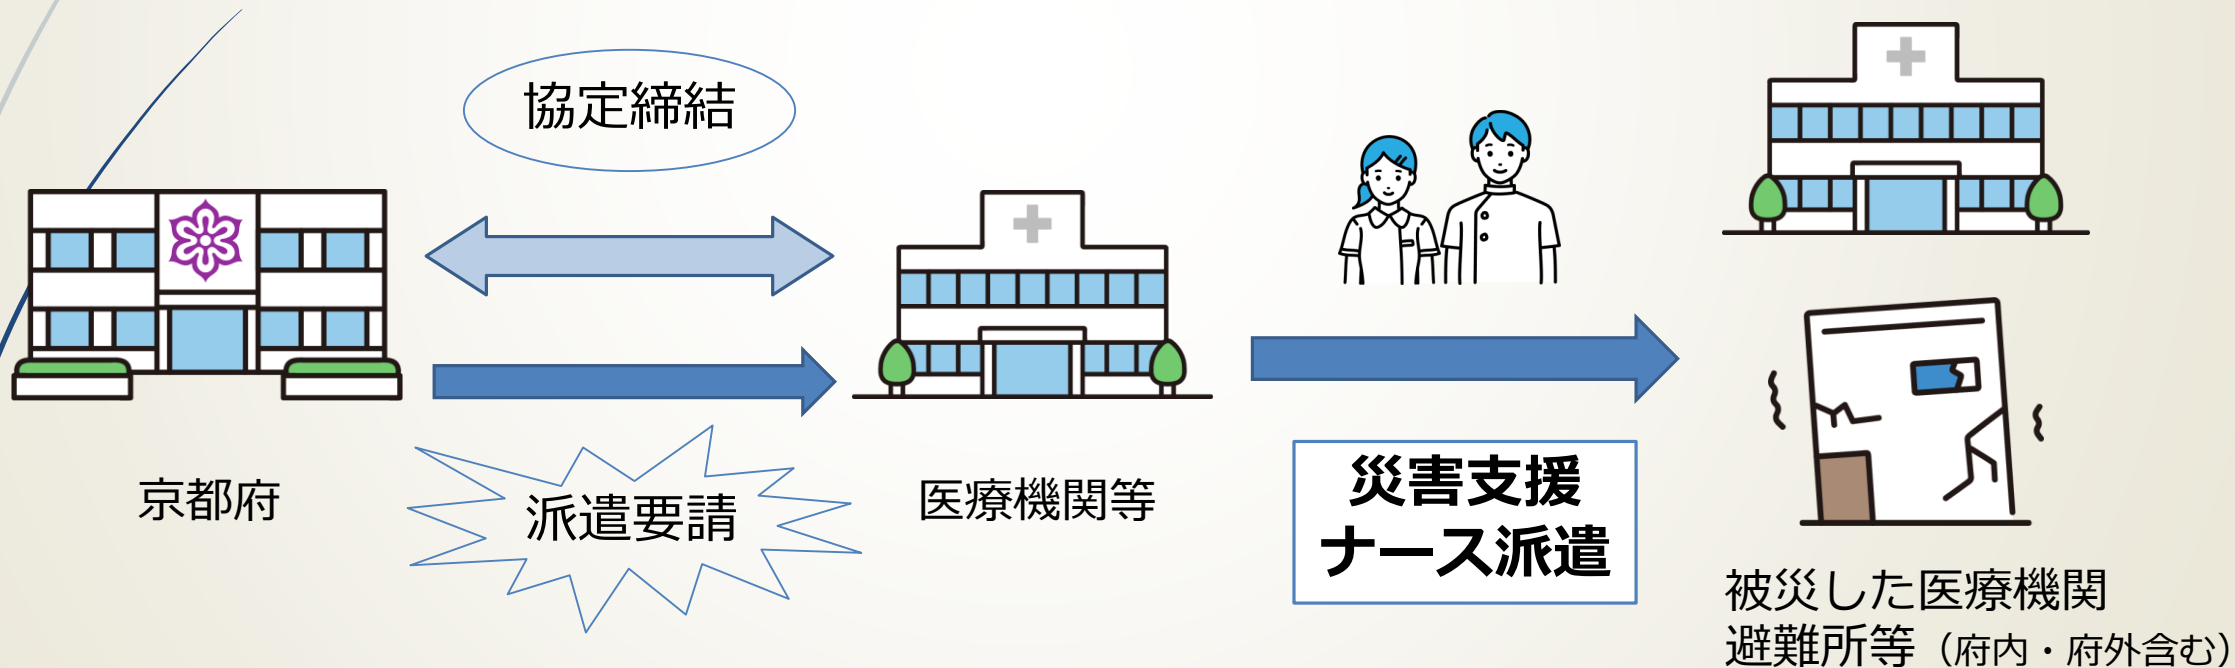 協定締結
京都府
派遣要請
医療機関等
災害支援
ナース派遣
被災した医療機関
避難所等（府内・府外含む）